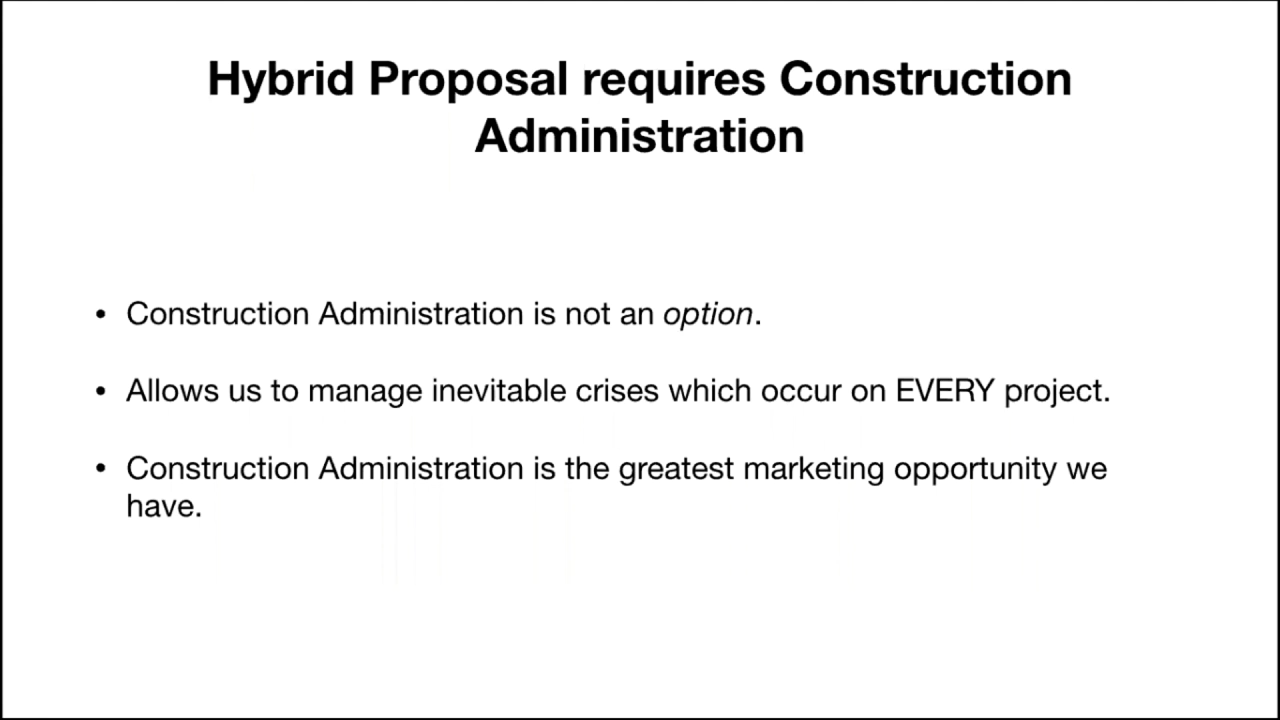 Hybrid Proposal requires Construction
Administration
• Construction Administration is not an option.
• Allows us to manage inevitable crises which occur on EVERY project.
• Construction Administration is the greatest marketing opportunity we
have.